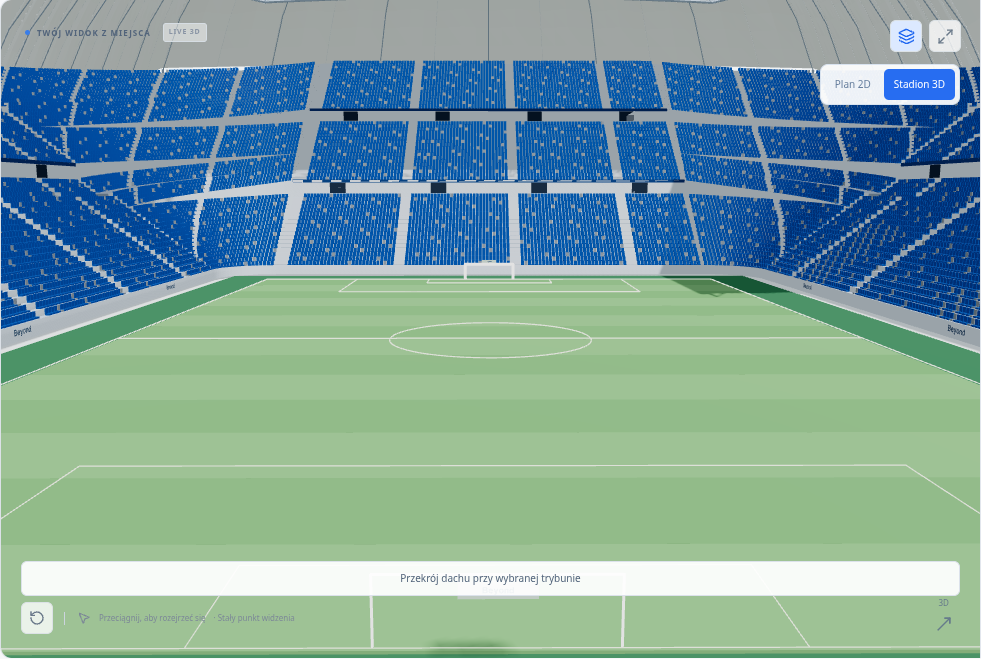 TWÓJ WIDOK Z MIEJSCA
LIVE 3D
Plan 2D
Stadion 3D
Beyond
Beyond
Beyond
Beyond
Przekrój dachu przy wybranej trybunie
3D
Przeciągnij, aby rozejrzeć się · Stały punkt widzenia